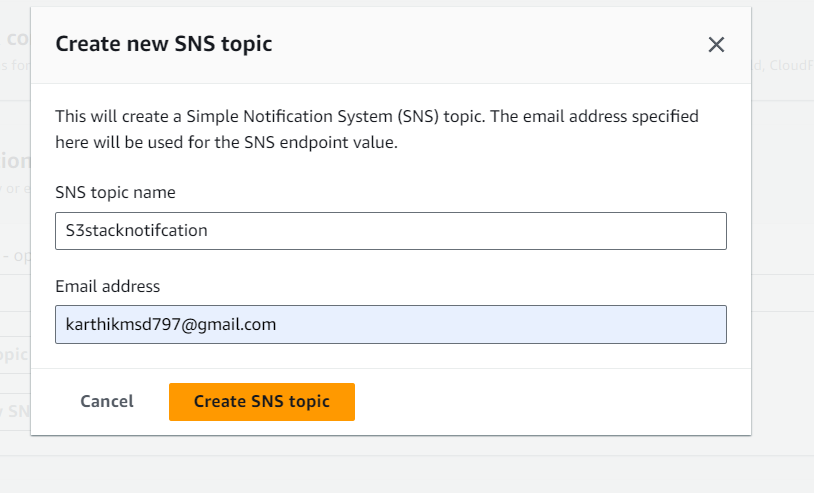 Create new SNS topic
This will create a Simple Notification System (SNS) topic. The email address specified
here will be used for the SNS endpoint value.
SNS topic name
S3stacknotifcation
Email address
karthikmsd797@gmail.com
Cancel
Create SNS topic